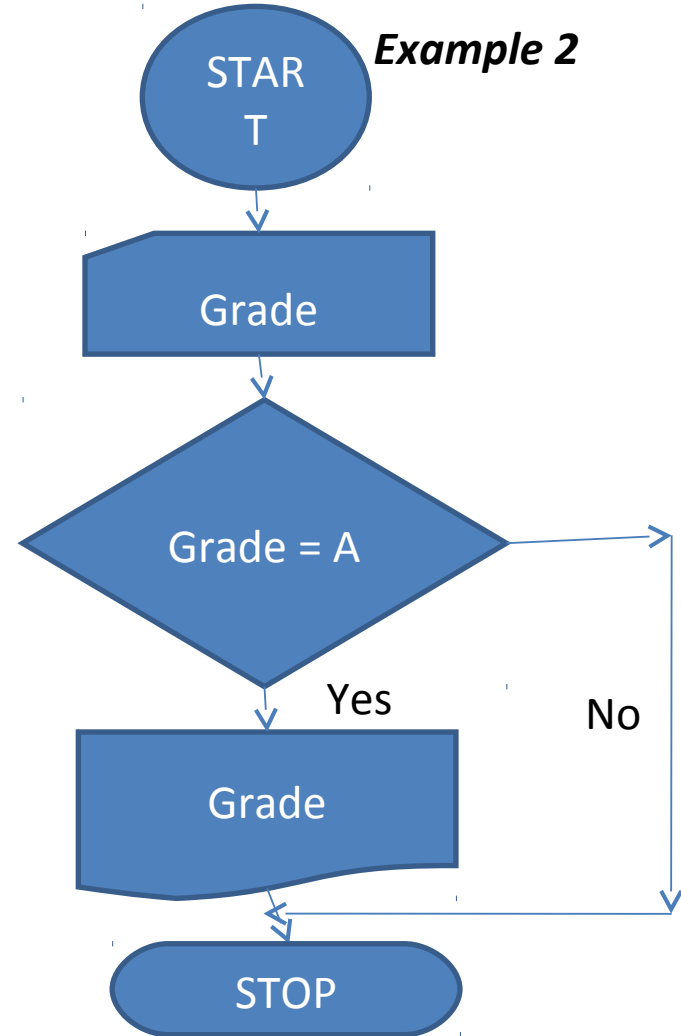 Example 2
STAR
T
Grade
Grade = A
Yes
No
Grade
STOP